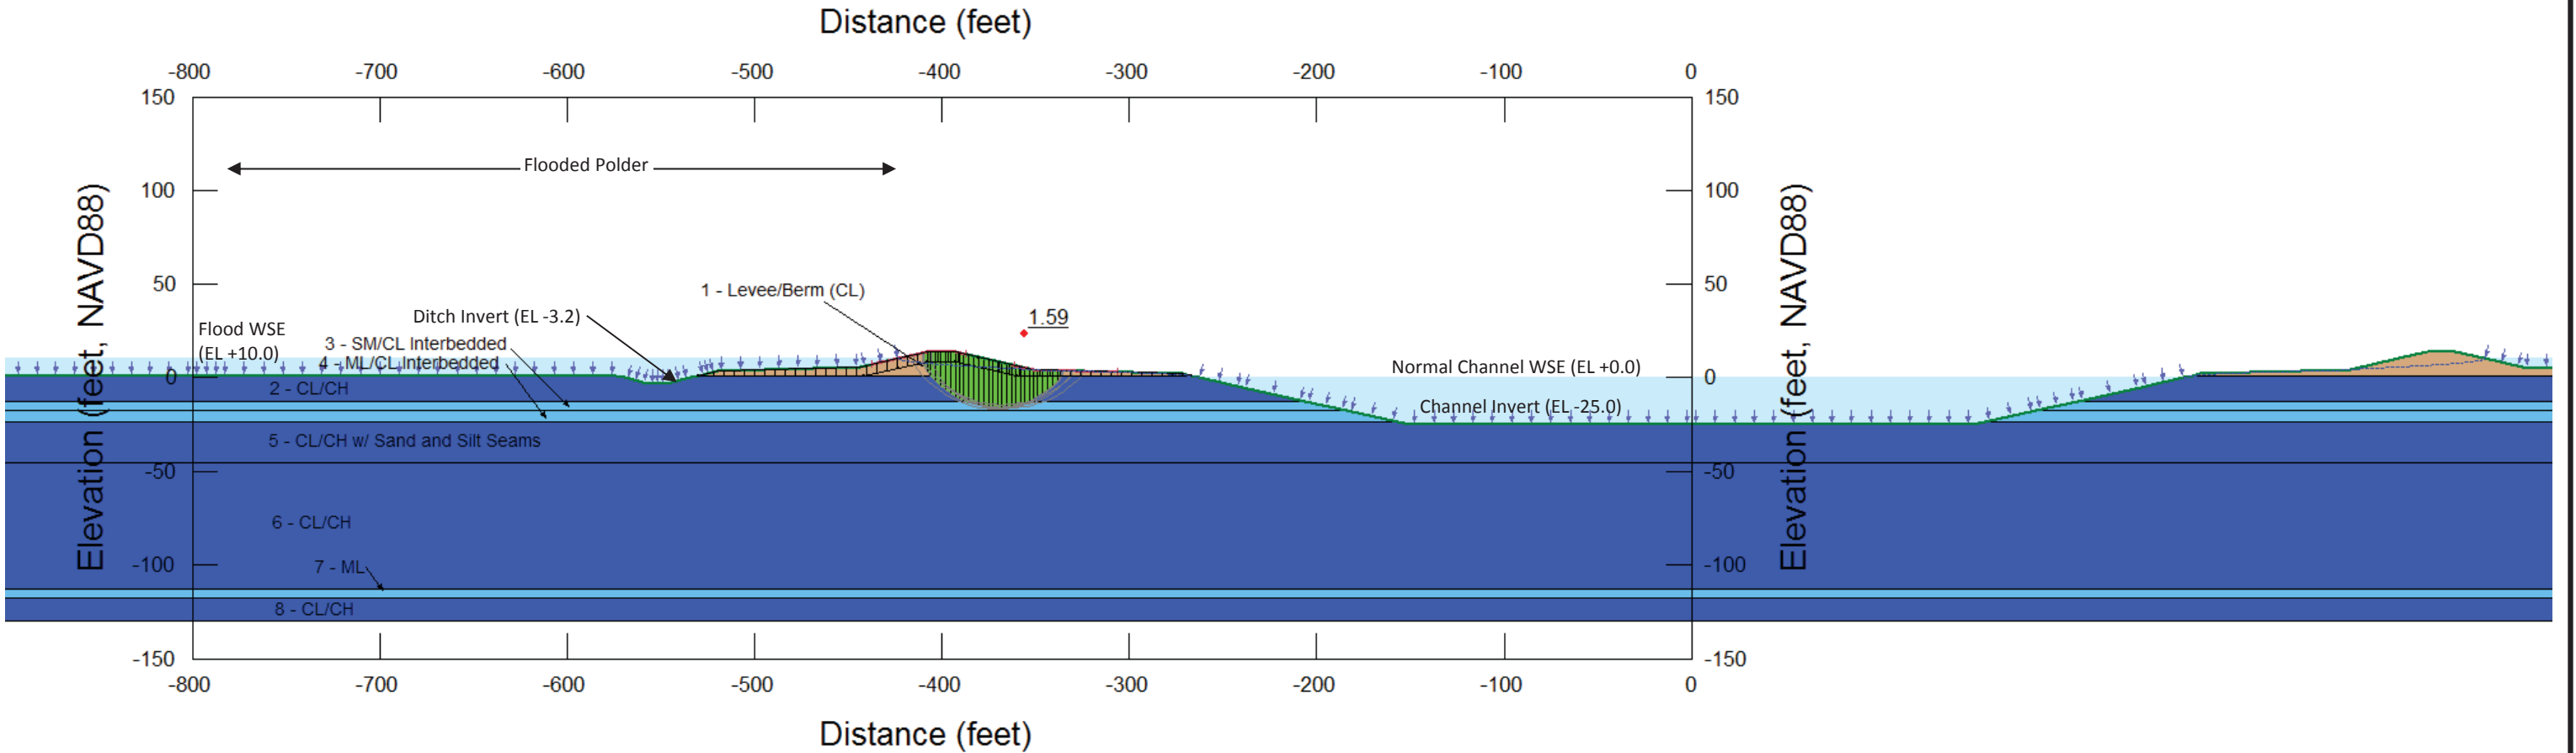 Distance (feet)
-800 -700 -600 -500 -400 -300 -200 -100 0
150 150
Flooded Polder
100 100
Elevation (feet, NAVD88)
Elevation (feet, NAVD88)
50 50
1 - Levee/Berm (CL)
Ditch Invert (EL -3.2)
1.59
Flood WSE
(EL +10.0)
3 - SM/CL Interbedded
4 - ML/CL Interbedded
Normal Channel WSE (EL +0.0)
0 0
2 - CL/CH
Channel Invert (EL -25.0)
5 - CL/CH w/ Sand and Silt Seams
-50 -50
6 - CL/CH
-100 -100
7 - ML
8 - CL/CH
-150 -150
-800 -700 -600 -500 -400 -300 -200 -100 0
Distance (feet)